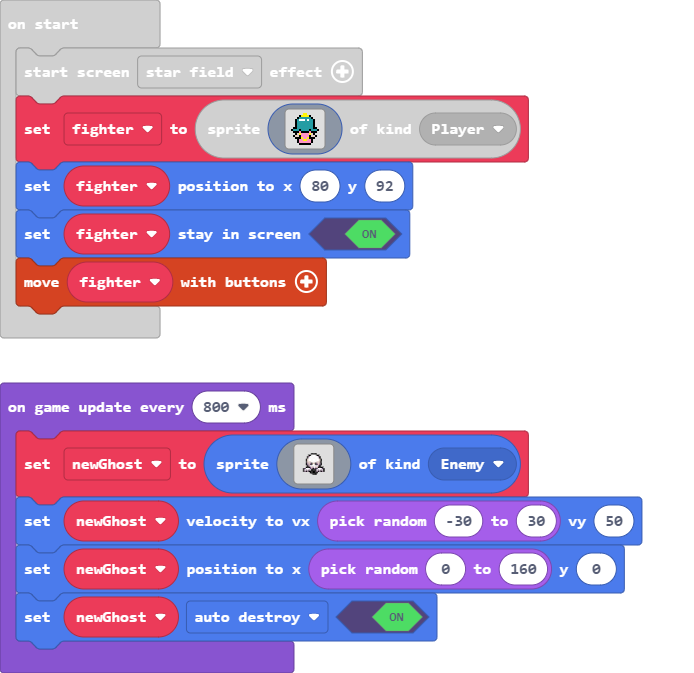 on start
start screen star field effect
set fighter to sprite of kind Player
set fighter position to x 80 y 92
set fighter stay in screen ON
move fighter with buttons
on game update every 800 ms
set newGhost to sprite of kind Enemy
set newGhost velocity to vx pick random -30 to 30 vy 50
set newGhost position to x pick random 0 to 160 y 0
set newGhost auto destroy ON